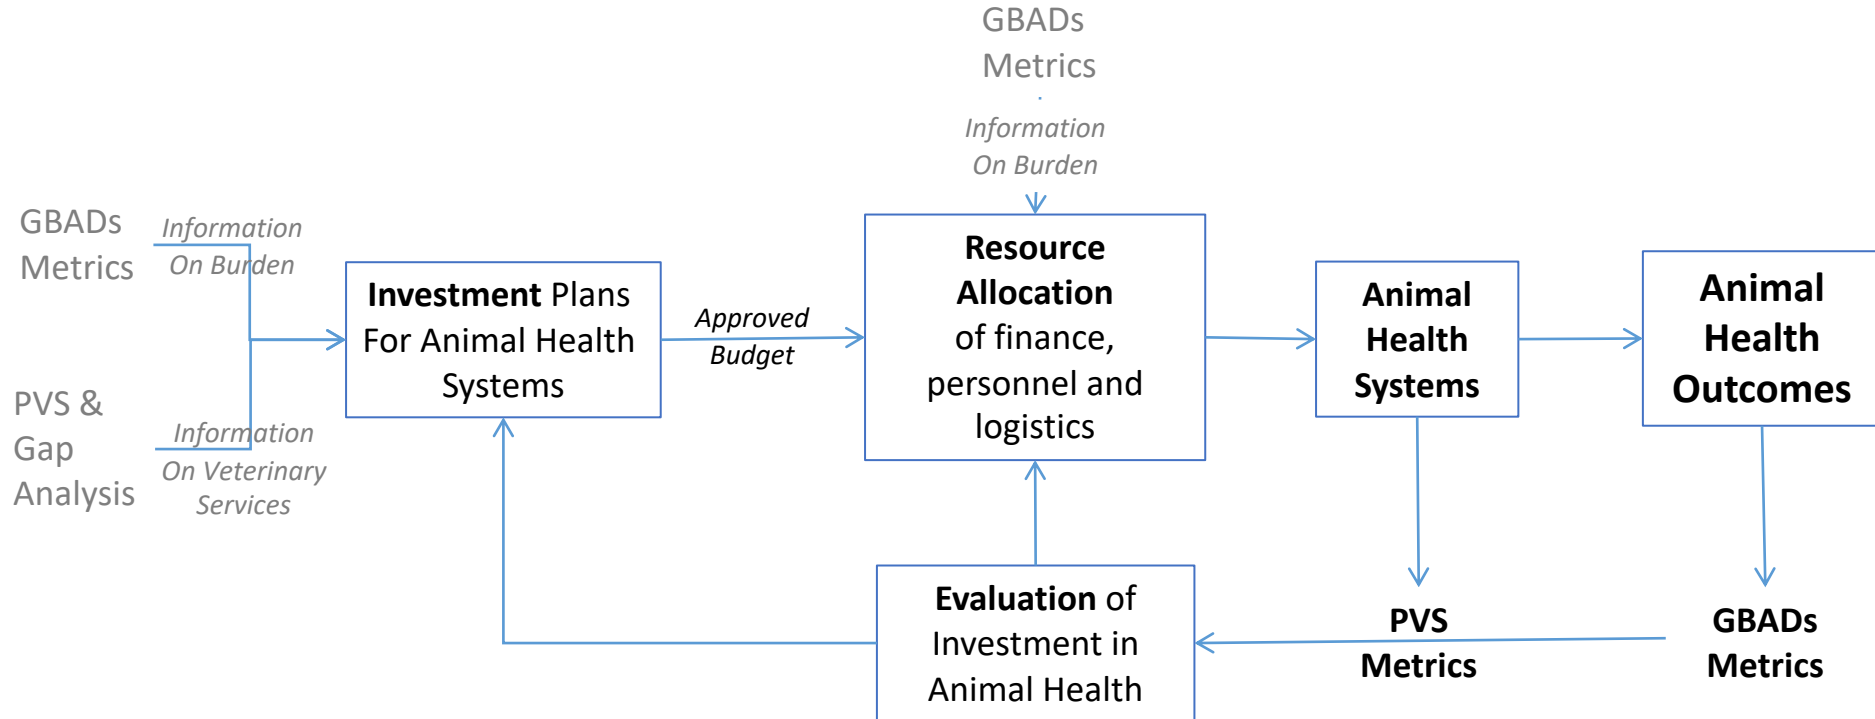 GBADs
Metrics
Information
On Burden
GBADs
Metrics
Information
On Burden
PVS &
Gap
Analysis
Information
On Veterinary
Services
Investment Plans
For Animal Health
Systems
Approved
Budget
Resource
Allocation
of finance,
personnel and
logistics
Animal
Health
Systems
Animal
Health
Outcomes
Evaluation of
Investment in
Animal Health
PVS
Metrics
GBADs
Metrics